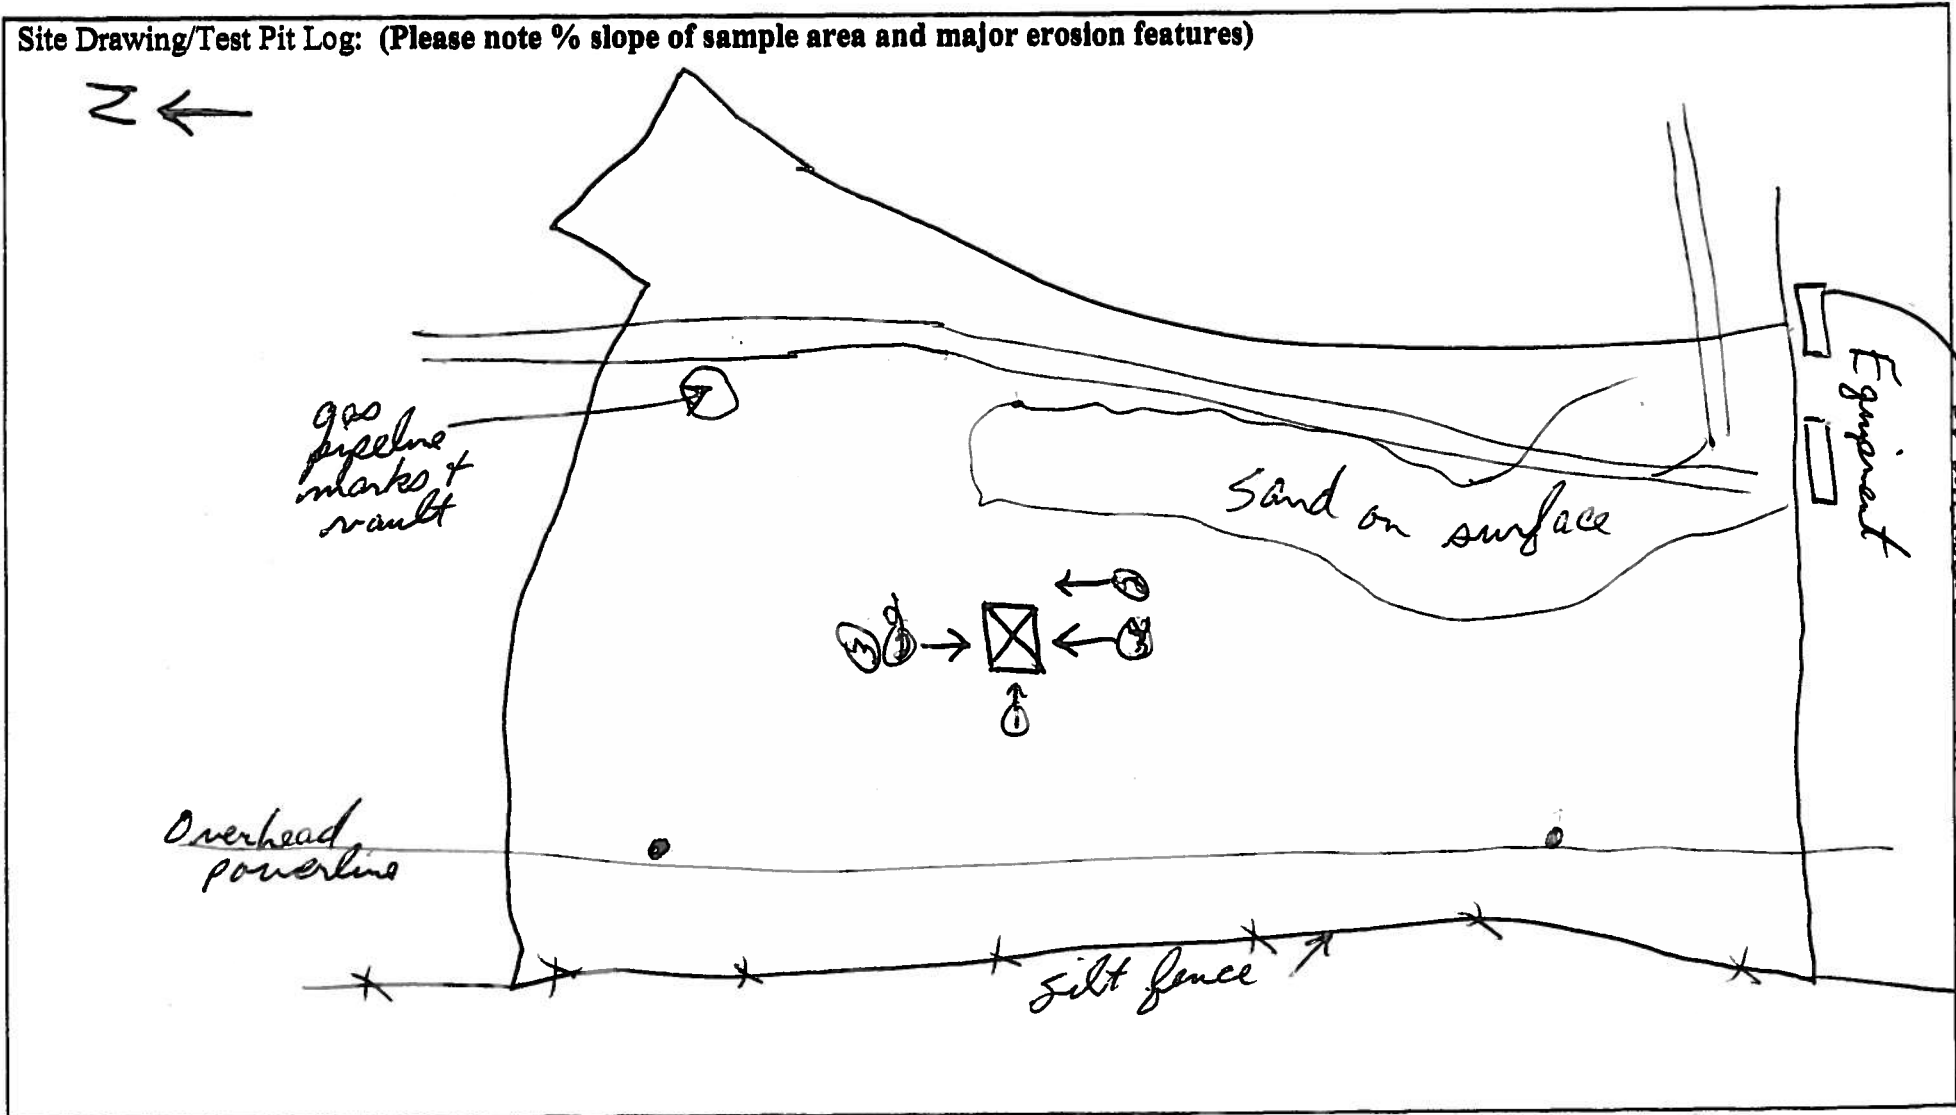 Site Drawing/Test Pit Log: (Please note % slope of sample area and major erosion features)
N
gas
pipeline
marks +
vault
Equipment
Sand on surface
3
1
Overhead
powerline
silt fence